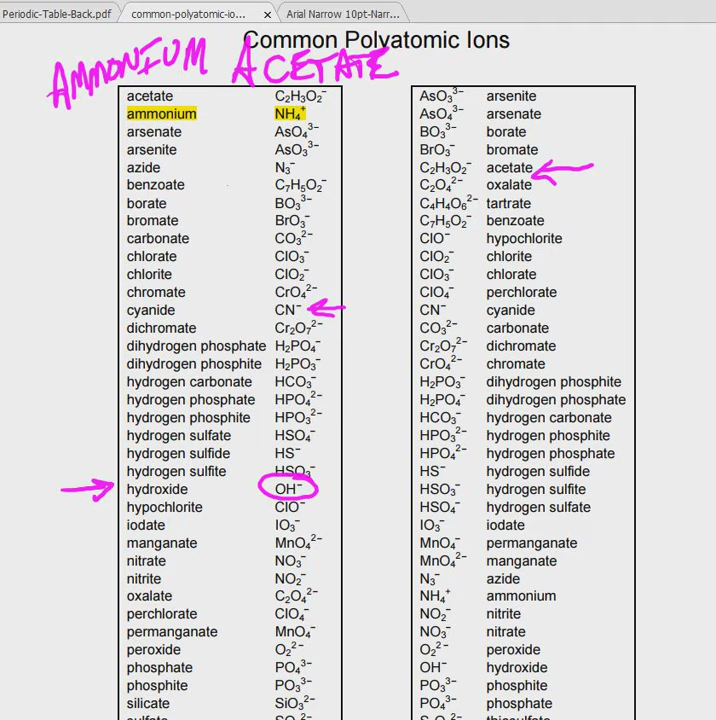 Periodic-Table-Back.pdf
common-polyatomic-io... ×
Arial Narrow 10pt-Narr...
Common Polyatomic Ions
AMMONIUM ACETATE
acetate C₂H₃O₂⁻
ammonium NH₄⁺
arsenate AsO₄³⁻
arsenite AsO₃³⁻
azide N₃⁻
benzoate C₇H₅O₂⁻
borate BO₃³⁻
bromate BrO₃⁻
carbonate CO₃²⁻
chlorate ClO₃⁻
chlorite ClO₂⁻
chromate CrO₄²⁻
cyanide CN⁻
dichromate Cr₂O₇²⁻
dihydrogen phosphate H₂PO₄⁻
dihydrogen phosphite H₂PO₃⁻
hydrogen carbonate HCO₃⁻
hydrogen phosphate HPO₄²⁻
hydrogen phosphite HPO₃²⁻
hydrogen sulfate HSO₄⁻
hydrogen sulfide HS⁻
hydrogen sulfite HSO₃⁻
hydroxide OH⁻
hypochlorite ClO⁻
iodate IO₃⁻
manganate MnO₄²⁻
nitrate NO₃⁻
nitrite NO₂⁻
oxalate C₂O₄²⁻
perchlorate ClO₄⁻
permanganate MnO₄⁻
peroxide O₂²⁻
phosphate PO₄³⁻
phosphite PO₃³⁻
silicate SiO₃²⁻
AsO₃³⁻ arsenite
AsO₄³⁻ arsenate
BO₃³⁻ borate
BrO₃⁻ bromate
C₂H₃O₂⁻ acetate
C₂O₄²⁻ oxalate
C₄H₄O₆²⁻ tartrate
C₇H₅O₂⁻ benzoate
ClO⁻ hypochlorite
ClO₂⁻ chlorite
ClO₃⁻ chlorate
ClO₄⁻ perchlorate
CN⁻ cyanide
CO₃²⁻ carbonate
Cr₂O₇²⁻ dichromate
CrO₄²⁻ chromate
H₂PO₃⁻ dihydrogen phosphite
H₂PO₄⁻ dihydrogen phosphate
HCO₃⁻ hydrogen carbonate
HPO₃²⁻ hydrogen phosphite
HPO₄²⁻ hydrogen phosphate
HS⁻ hydrogen sulfide
HSO₃⁻ hydrogen sulfite
HSO₄⁻ hydrogen sulfate
IO₃⁻ iodate
MnO₄⁻ permanganate
MnO₄²⁻ manganate
N₃⁻ azide
NH₄⁺ ammonium
NO₂⁻ nitrite
NO₃⁻ nitrate
O₂²⁻ peroxide
OH⁻ hydroxide
PO₃³⁻ phosphite
PO₄³⁻ phosphate